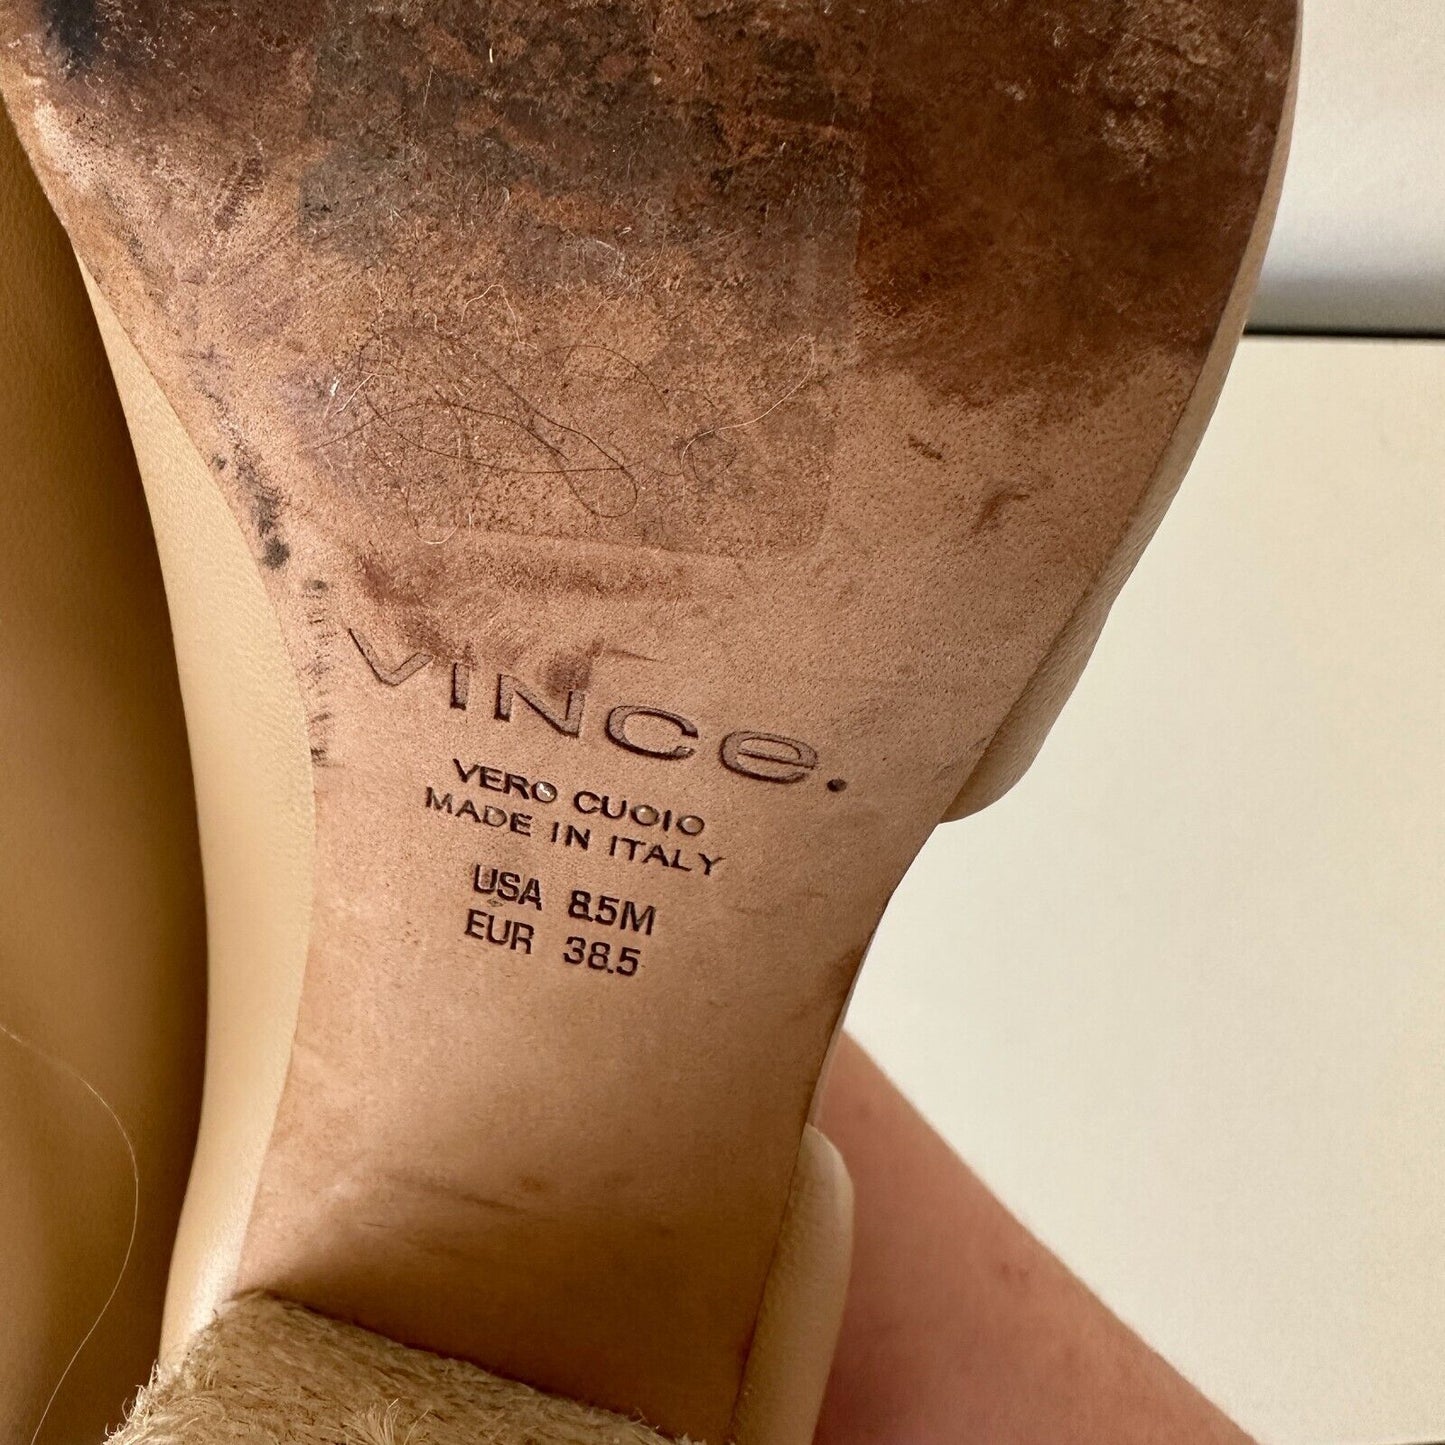 VINCE.
VERO CUOIO
MADE IN ITALY
USA 8.5M
EUR 38.5